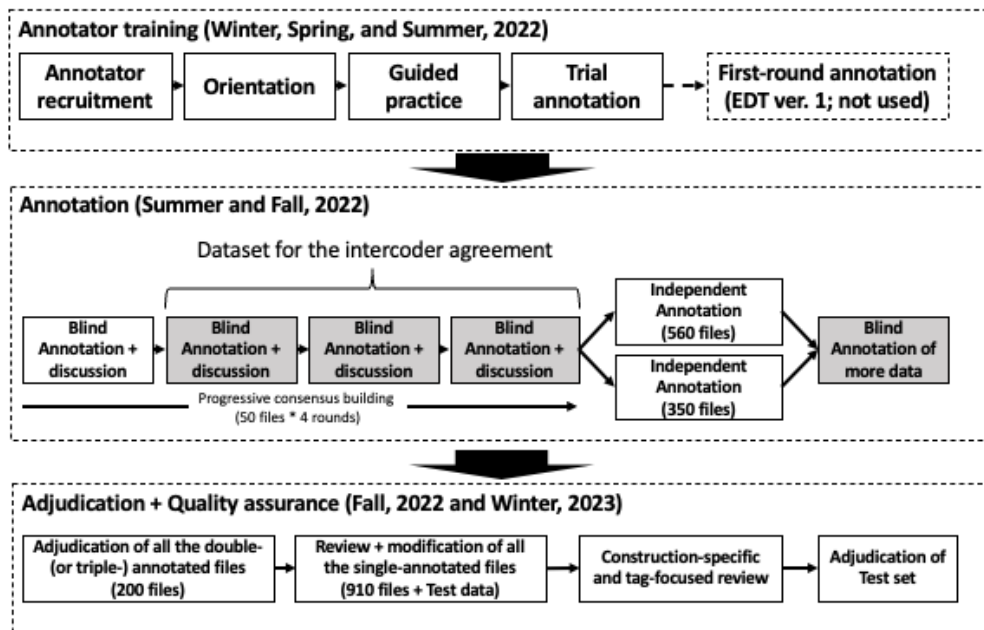 Annotator training (Winter, Spring, and Summer, 2022)
Annotator
recruitment
Orientation
Guided
practice
Trial
annotation
First-round annotation
(EDT ver. 1; not used)
Annotation (Summer and Fall, 2022)
Dataset for the intercoder agreement
Blind
Annotation +
discussion
Blind
Annotation +
discussion
Blind
Annotation +
discussion
Blind
Annotation +
discussion
Progressive consensus building
(50 files * 4 rounds)
Independent
Annotation
(560 files)
Independent
Annotation
(350 files)
Blind
Annotation of
more data
Adjudication + Quality assurance (Fall, 2022 and Winter, 2023)
Adjudication of all the double-
(or triple-) annotated files
(200 files)
Review + modification of all
the single-annotated files
(910 files + Test data)
Construction-specific
and tag-focused review
Adjudication of
Test set